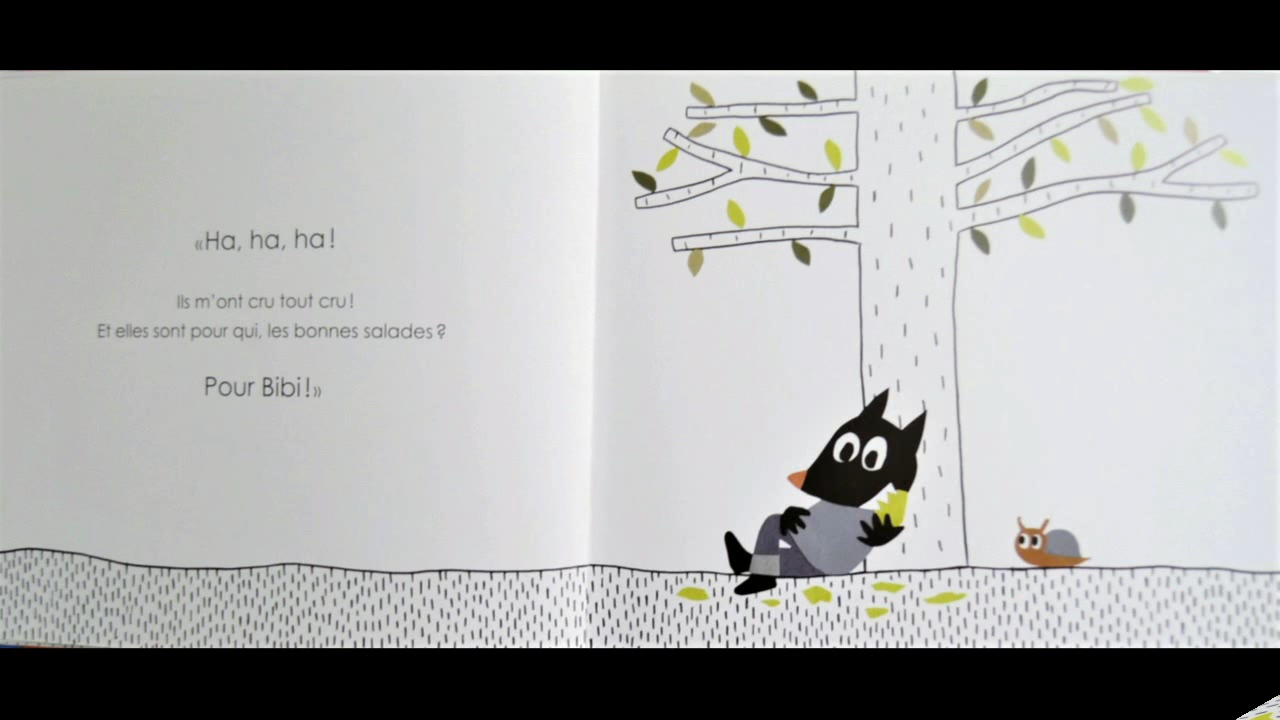 «Ha, ha, ha!
Ils m'ont cru tout cru!
Et elles sont pour qui, les bonnes salades?
Pour Bibi!»